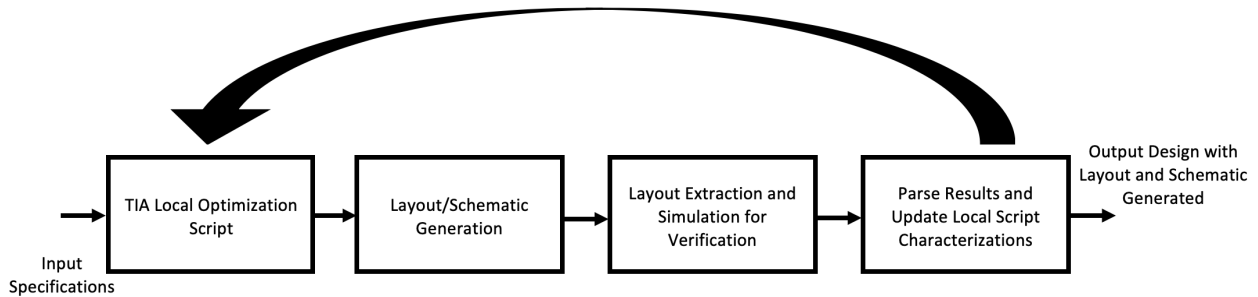 Input
Specifications
TIA Local Optimization
Script
Layout/Schematic
Generation
Layout Extraction and
Simulation for
Verification
Parse Results and
Update Local Script
Characterizations
Output Design with
Layout and Schematic
Generated